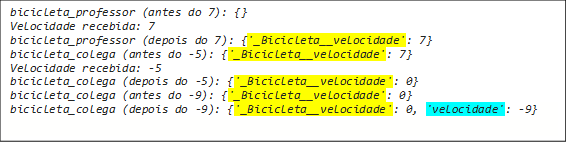 bicicleta_professor (antes do 7): {}
Velocidade recebida: 7
bicicleta_professor (depois do 7): {'_Bicicleta__velocidade': 7}
bicicleta_colega (antes do -5): {'_Bicicleta__velocidade': 7}
Velocidade recebida: -5
bicicleta_colega (depois do -5): {'_Bicicleta__velocidade': 0}
bicicleta_colega (antes do -9): {'_Bicicleta__velocidade': 0}
bicicleta_colega (depois do -9): {'_Bicicleta__velocidade': 0, 'velocidade': -9}